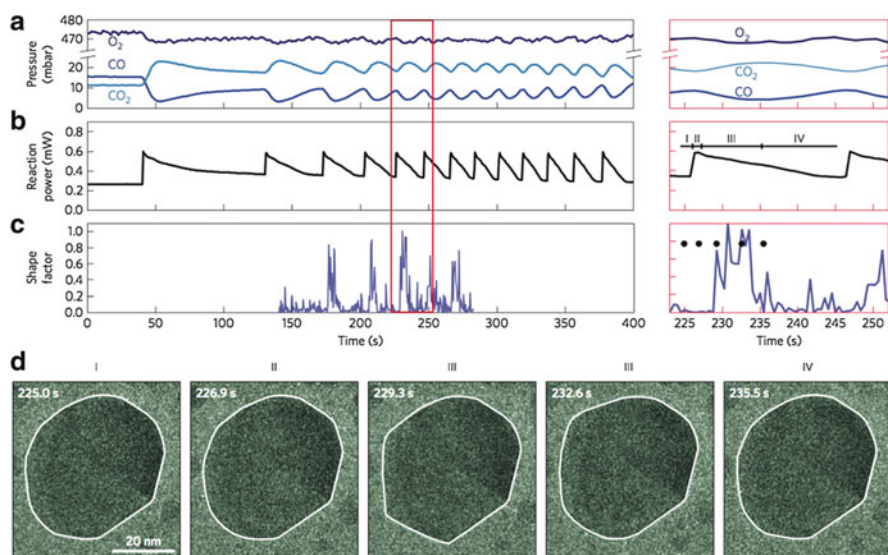 a
480
470
20
10
0
Pressure
(mbar)
O2
CO
CO2
O2
CO2
CO
b
0.8
0.6
0.4
0.2
0.0
Reaction
power (mW)
I II III IV
c
1.0
0.8
0.6
0.4
0.2
0.0
Shape
factor
0 50 100 150 200 250 300 350 400
Time (s)
225 230 235 240 245 250
Time (s)
d
I II III III IV
225.0 s 226.9 s 229.3 s 232.6 s 235.5 s
20 nm